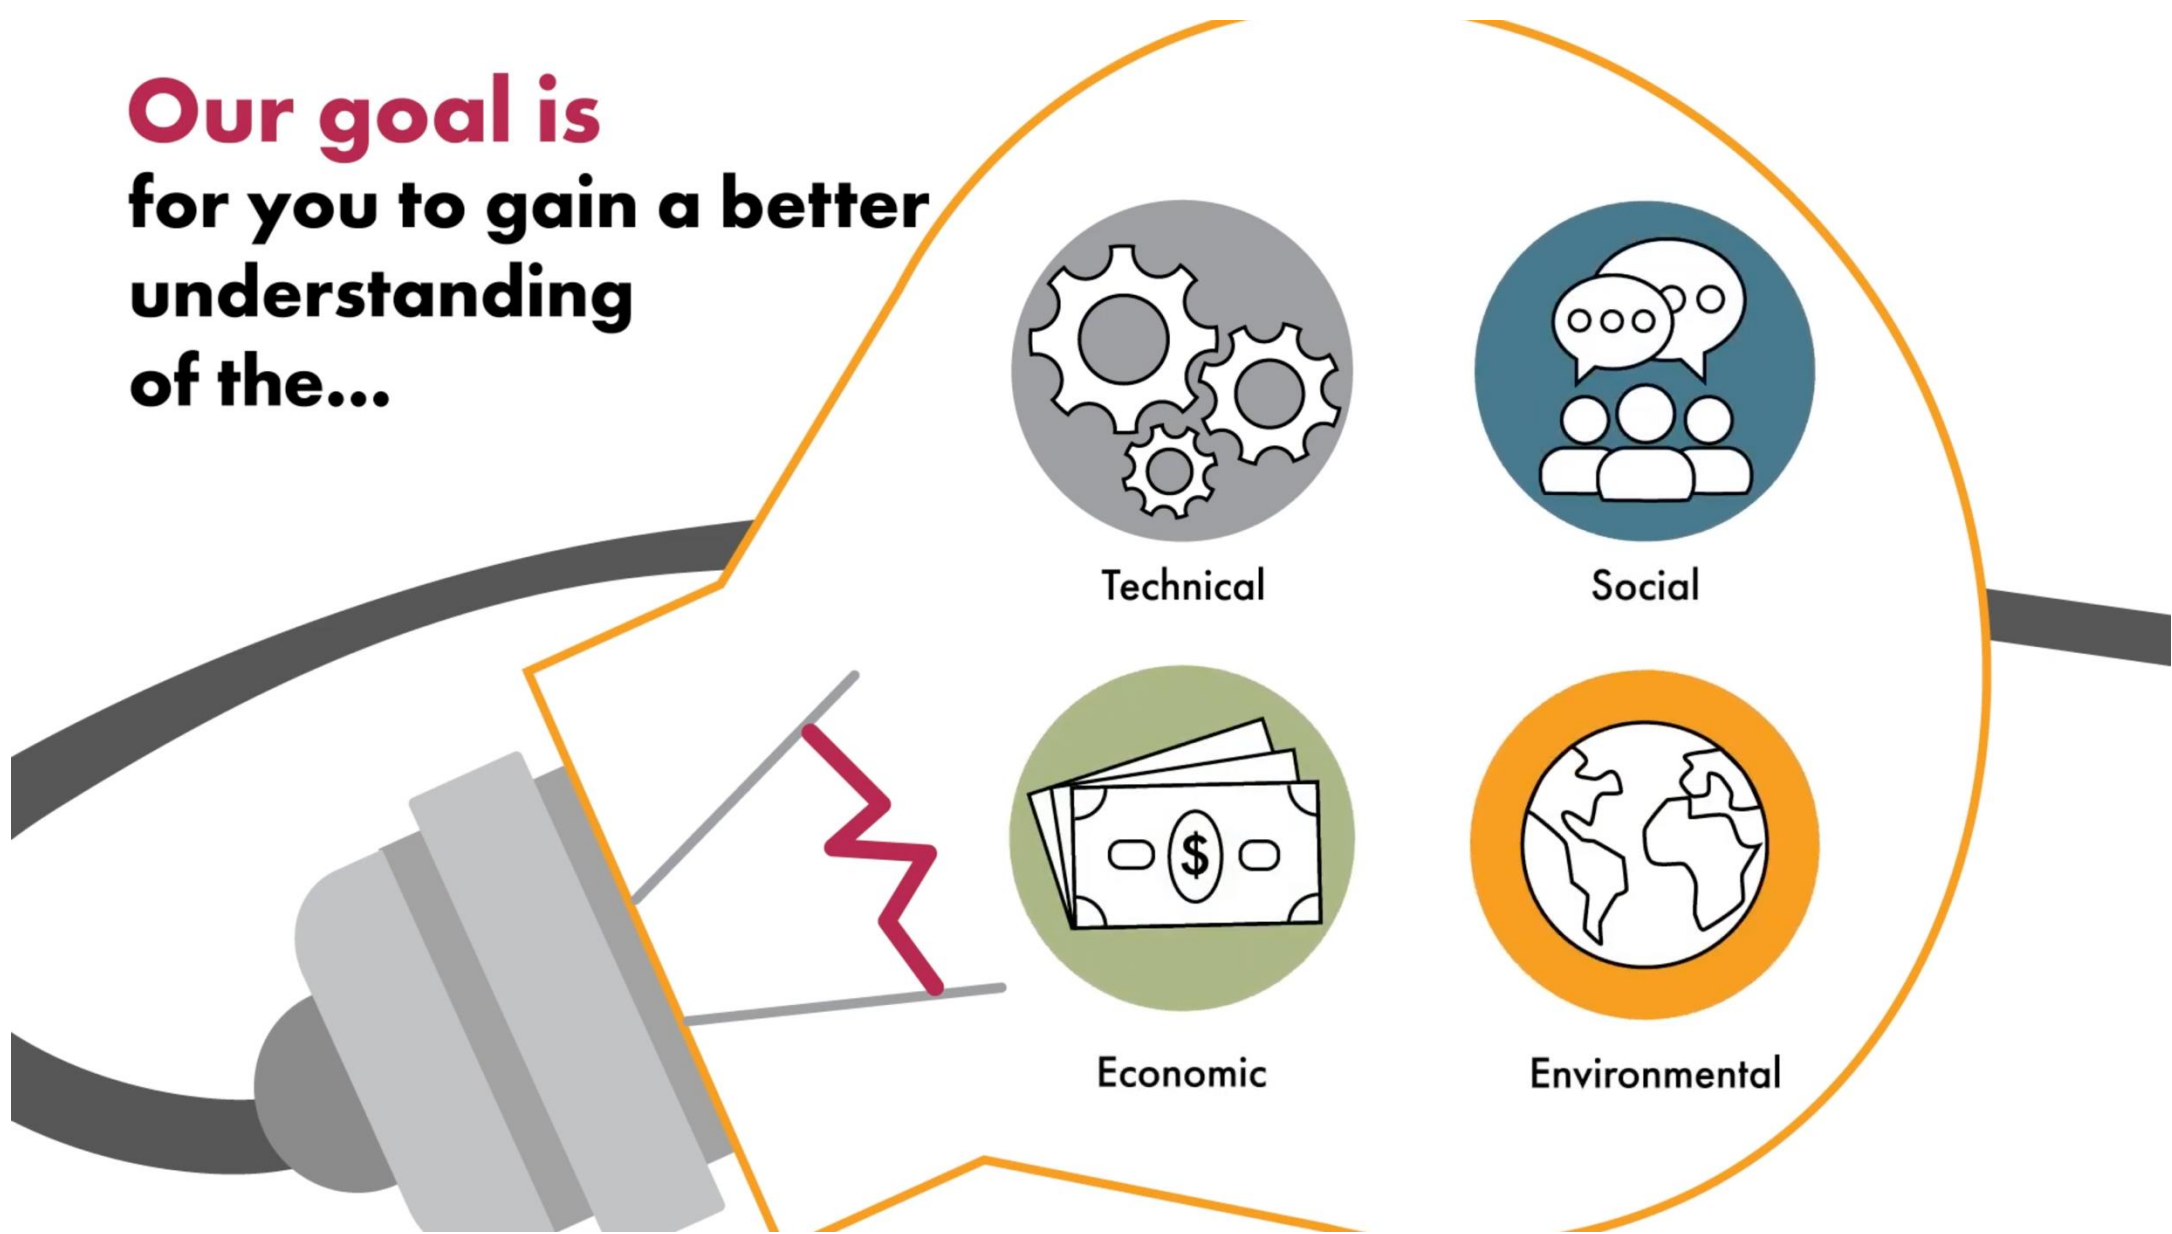 Our goal is
for you to gain a better
understanding
of the...
Technical
Social
$
Economic
Environmental